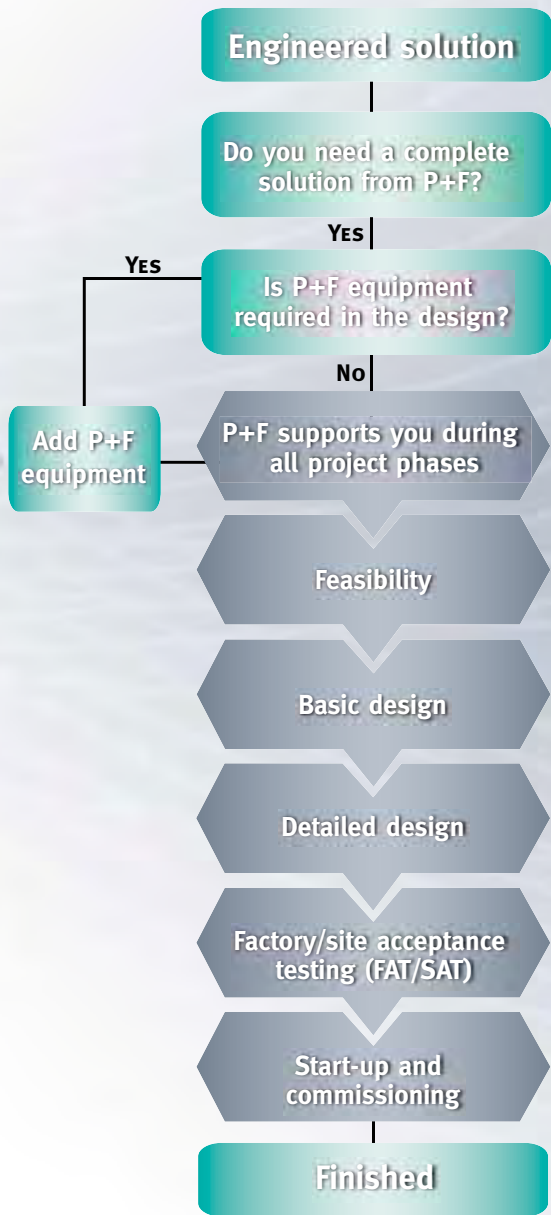 Engineered solution
Do you need a complete
solution from P+F?
YES
YES
Is P+F equipment
required in the design?
NO
Add P+F
equipment
P+F supports you during
all project phases
Feasibility
Basic design
Detailed design
Factory/site acceptance
testing (FAT/SAT)
Start-up and
commissioning
Finished